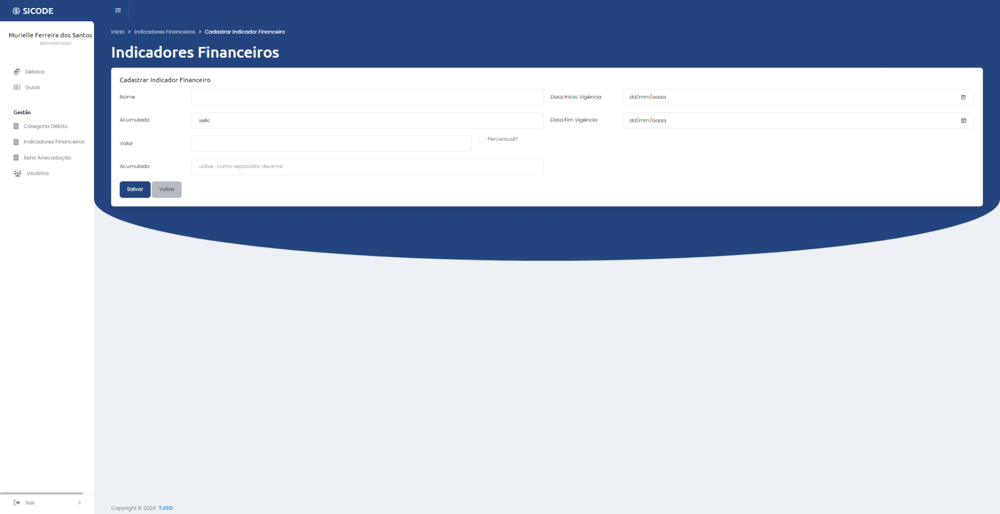 SICODE
Murielle Ferreira dos Santos
Administrador
Débitos
Guias
Gestão
Categoria Débito
Indicadores Financeiros
Itens Arrecadação
Usuários
Sair
Início > Indicadores Financeiros > Cadastrar Indicador Financeiro
Indicadores Financeiros
Cadastrar Indicador Financeiro
Nome
Data Início Vigência dd/mm/aaaa
Acumulado selic
Data Fim Vigência dd/mm/aaaa
Valor
Percentual?
Acumulado utilize . como separador decimal
Salvar Voltar
Copyright © 2024 TJGO